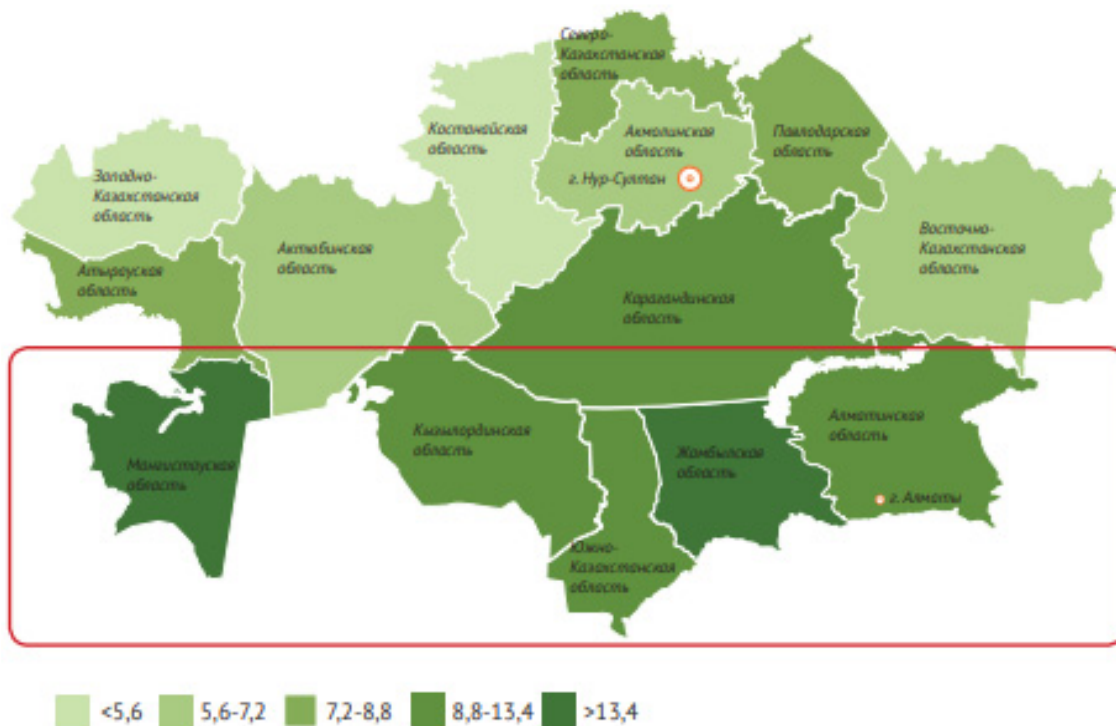 Северо-
Казахстанская
область
Костанайская
область
Акмолинская
область
Павлодарская
область
г. Нур-Султан
Западно-
Казахстанская
область
Актюбинская
область
Восточно-
Казахстанская
область
Атырауская
область
Карагандинская
область
Алматинская
область
Кызылординская
область
Жамбылская
область
Мангистауская
область
г. Алматы
Южно-
Казахстанская
область
<5,6 5,6-7,2 7,2-8,8 8,8-13,4 >13,4